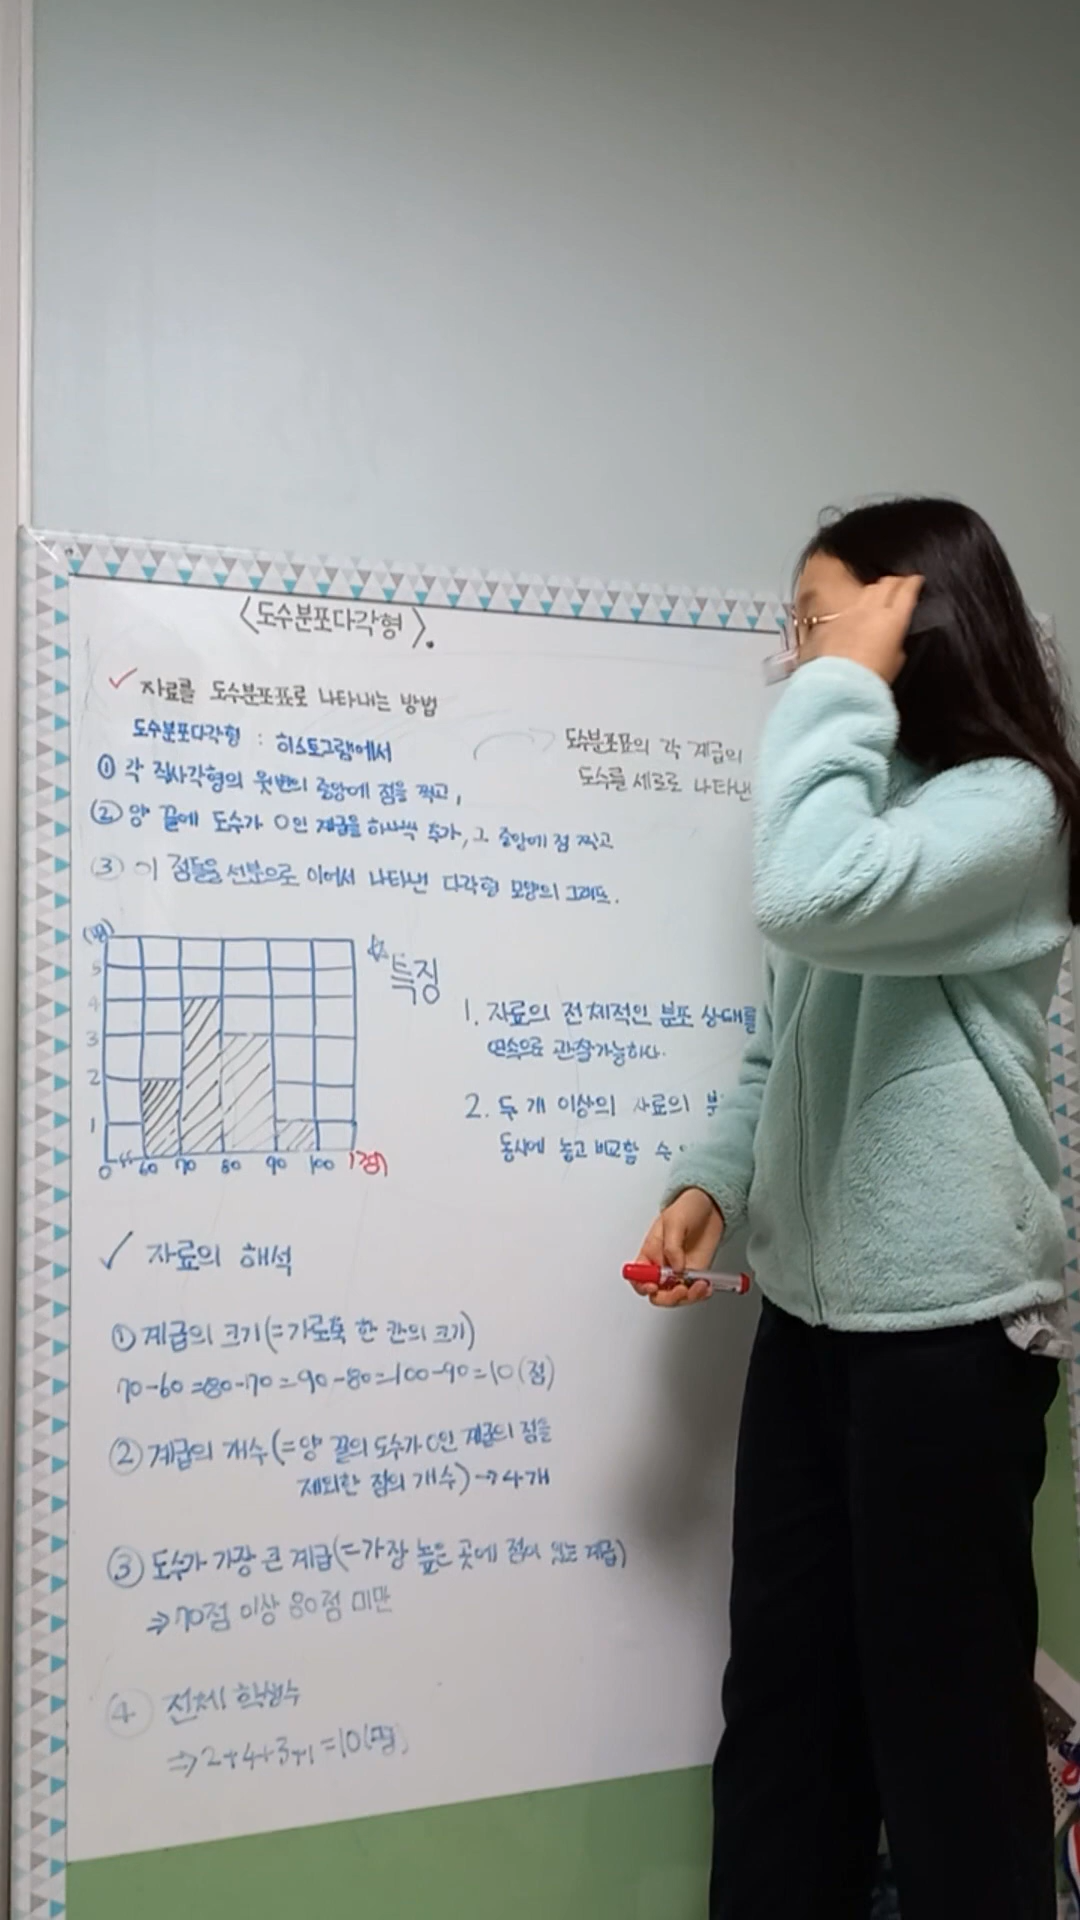 <도수분포다각형>.
✓ 자료를 도수분포표로 나타내는 방법
도수분포다각형 : 히스토그램에서
① 각 직사각형의 윗변의 중앙에 점을 찍고,
② 양 끝에 도수가 0인 계급을 하나씩 추가, 그 중앙에 점 찍고
③ 이 점들을 선분으로 이어서 나타낸 다각형 모양의 그래프.
도수분포표의 각 계급의
도수를 세로로 나타낸
(명)
5
4
3
2
1
0 60 70 80 90 100 (점)
☆특징
1. 자료의 전체적인 분포 상태를
연속으로 관찰가능하다.
2. 두 개 이상의 자료의 분
동시에 놓고 비교할 수
✓ 자료의 해석
① 계급의 크기(=가로축 한 칸의 크기)
70-60=80-70=90-80=100-90=10(점)
② 계급의 개수(=양 끝의 도수가 0인 계급의 점을
제외한 점의 개수)→4개
③ 도수가 가장 큰 계급(=가장 높은 곳에 점이 있는 계급)
⇒70점 이상 80점 미만
④ 전체 학생수
⇒2+4+3+1=10(명)